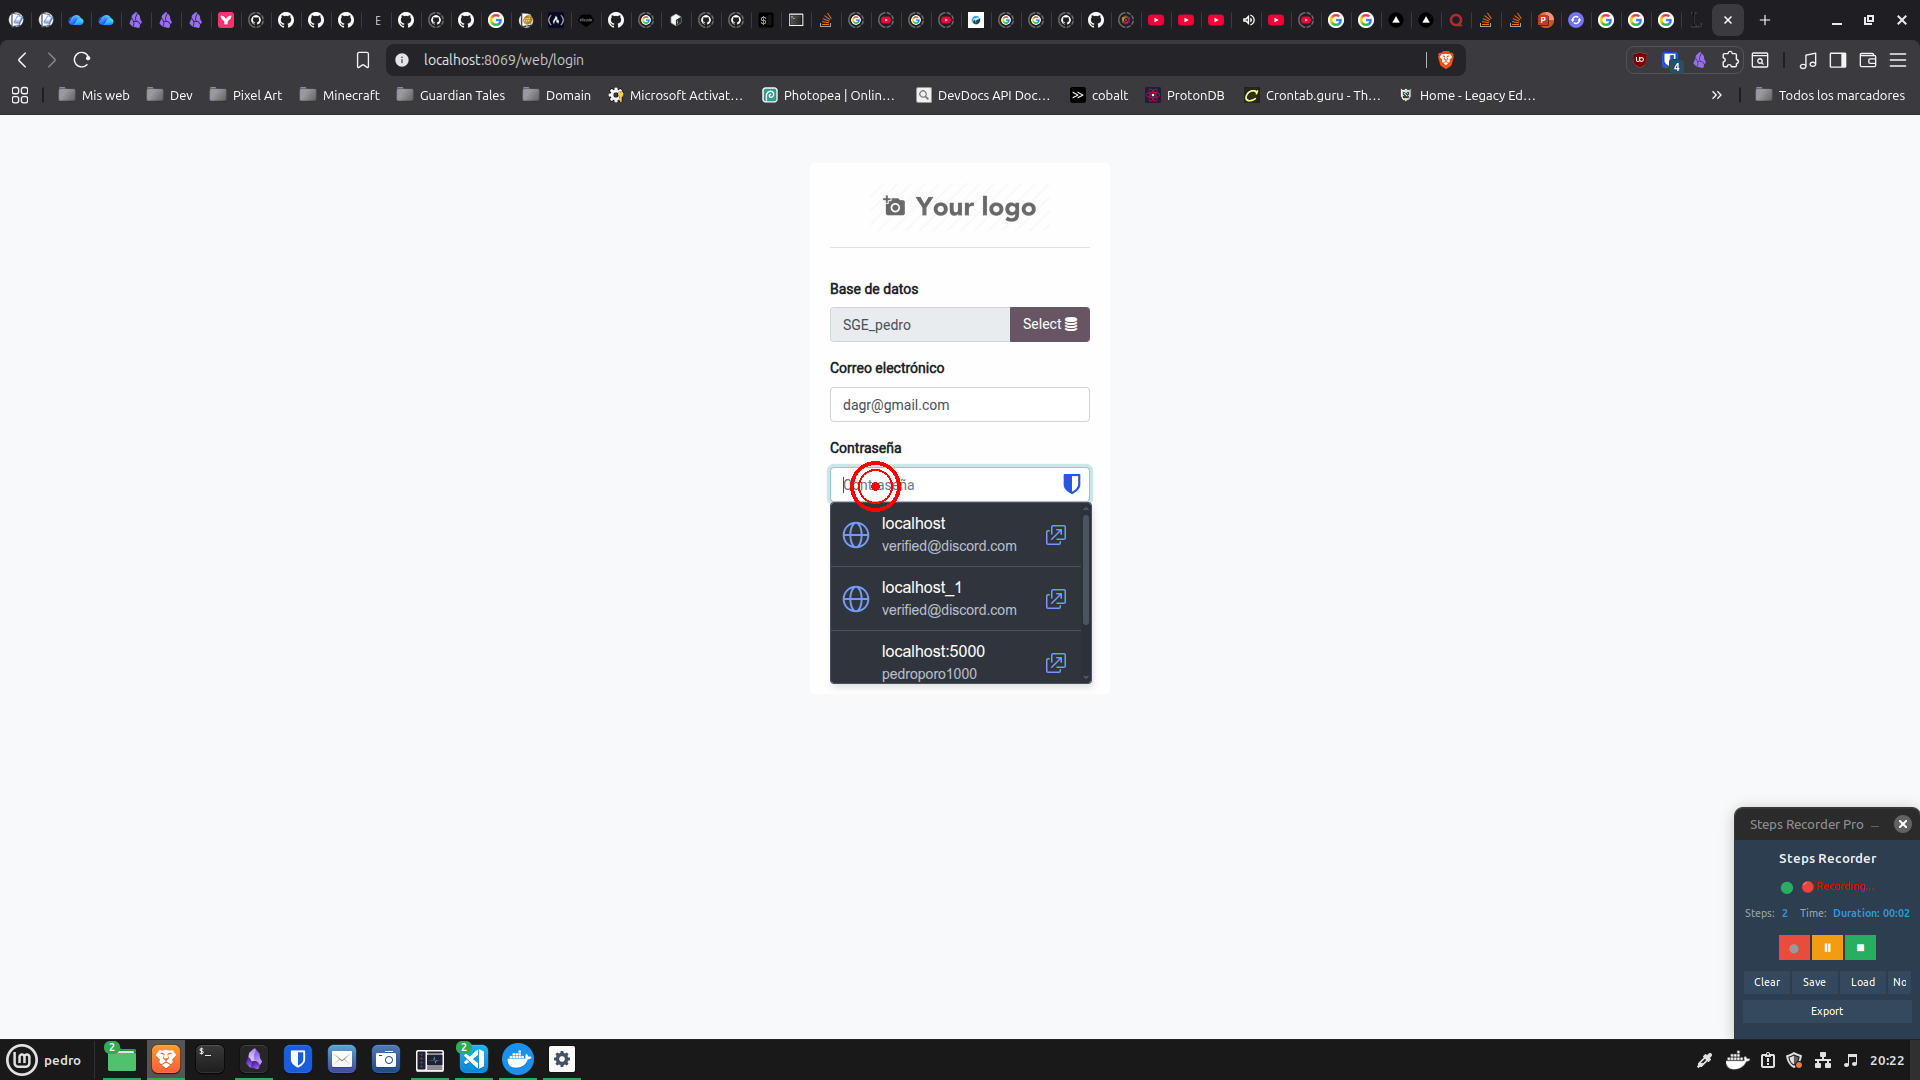 localhost:8069/web/login
Mis web
Dev
Pixel Art
Minecraft
Guardian Tales
Domain
Microsoft Activat...
Photopea | Onlin...
DevDocs API Doc...
cobalt
ProtonDB
Crontab.guru - Th...
Home - Legacy Ed...
Todos los marcadores
Your logo
Base de datos
SGE_pedro
Select
Correo electrónico
dagr@gmail.com
Contraseña
Contraseña
localhost
verified@discord.com
localhost_1
verified@discord.com
localhost:5000
pedroporo1000
Steps Recorder Pro
Steps Recorder
Recording...
Steps: 2 Time: Duration: 00:02
Clear
Save
Load
No
Export
pedro
20:22